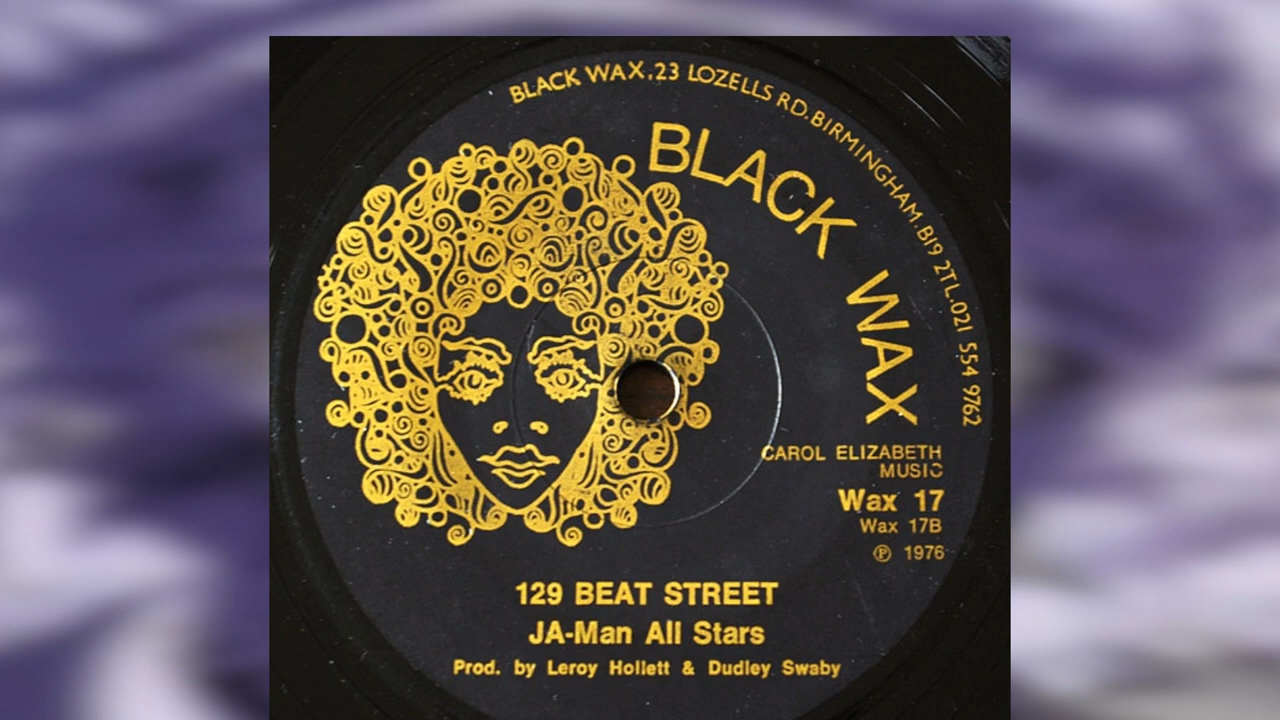 BLACK WAX.23 LOZELLS RD.BIRMINGHAM.B19 2TL.021 554 9762
BLACK WAX
CAROL ELIZABETH
MUSIC
Wax 17
Wax 17B
℗ 1976
129 BEAT STREET
JA-Man All Stars
Prod. by Leroy Hollett & Dudley Swaby